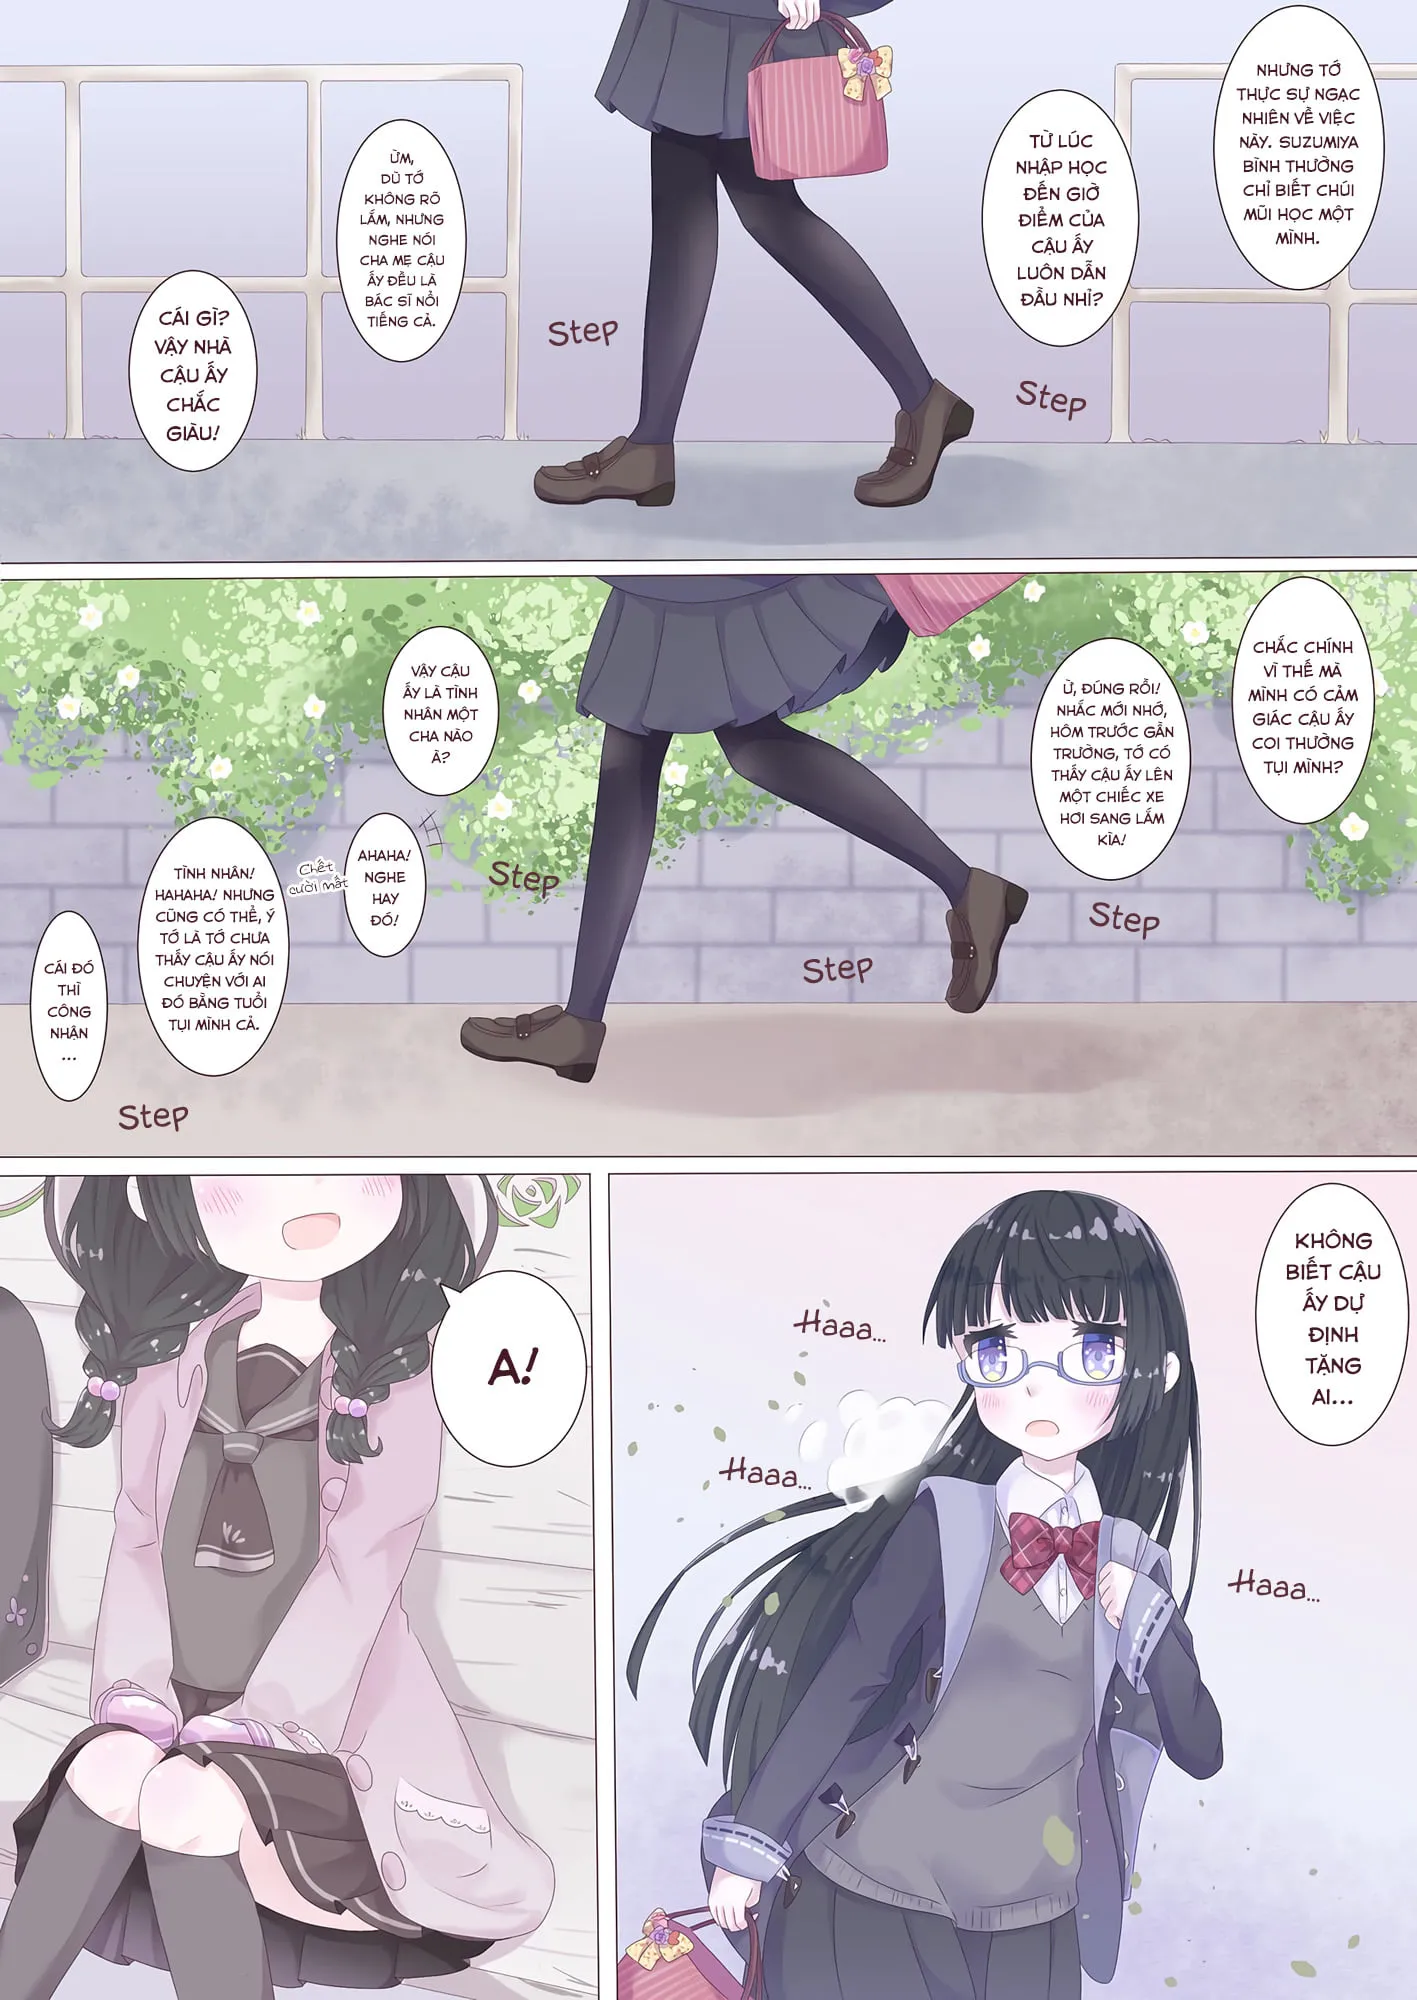 NHƯNG TỚ
THỰC SỰ NGẠC
NHIÊN VỀ VIỆC
NÀY. SUZUMIYA
BÌNH THƯỜNG
CHỈ BIẾT CHÚI
MŨI HỌC MỘT
MÌNH.
TỪ LÚC
NHẬP HỌC
ĐẾN GIỜ
ĐIỂM CỦA
CẬU ẤY
LUÔN DẪN
ĐẦU NHỈ?
Step
Step
ỪM,
DÙ TỚ
KHÔNG RÕ
LẮM, NHƯNG
NGHE NÓI
CHA MẸ CẬU
ẤY ĐỀU LÀ
BÁC SĨ NỔI
TIẾNG CẢ.
CÁI GÌ?
VẬY NHÀ
CẬU ẤY
CHẮC
GIÀU!
CHẮC CHÍNH
VÌ THẾ MÀ
MÌNH CÓ CẢM
GIÁC CẬU ẤY
COI THƯỜNG
TỤI MÌNH?
Ừ, ĐÚNG RỒI!
NHẮC MỚI NHỚ,
HÔM TRƯỚC GẦN
TRƯỜNG, TỚ CÓ
THẤY CẬU ẤY LÊN
MỘT CHIẾC XE
HƠI SANG LẮM
KÌA!
Step
Step
Step
VẬY CẬU
ẤY LÀ TÌNH
NHÂN MỘT
CHA NÀO
À?
AHAHA!
NGHE
HAY
ĐÓ!
Chết
cười mất
TÌNH NHÂN!
HAHAHA! NHƯNG
CŨNG CÓ THỂ, Ý
TỚ LÀ TỚ CHƯA
THẤY CẬU ẤY NÓI
CHUYỆN VỚI AI
ĐÓ BẰNG TUỔI
TỤI MÌNH CẢ.
CÁI ĐÓ
THÌ
CÔNG
NHẬN
...
Step
KHÔNG
BIẾT CẬU
ẤY DỰ
ĐỊNH
TẶNG
AI...
Haaa...
Haaa...
Haaa...
A!